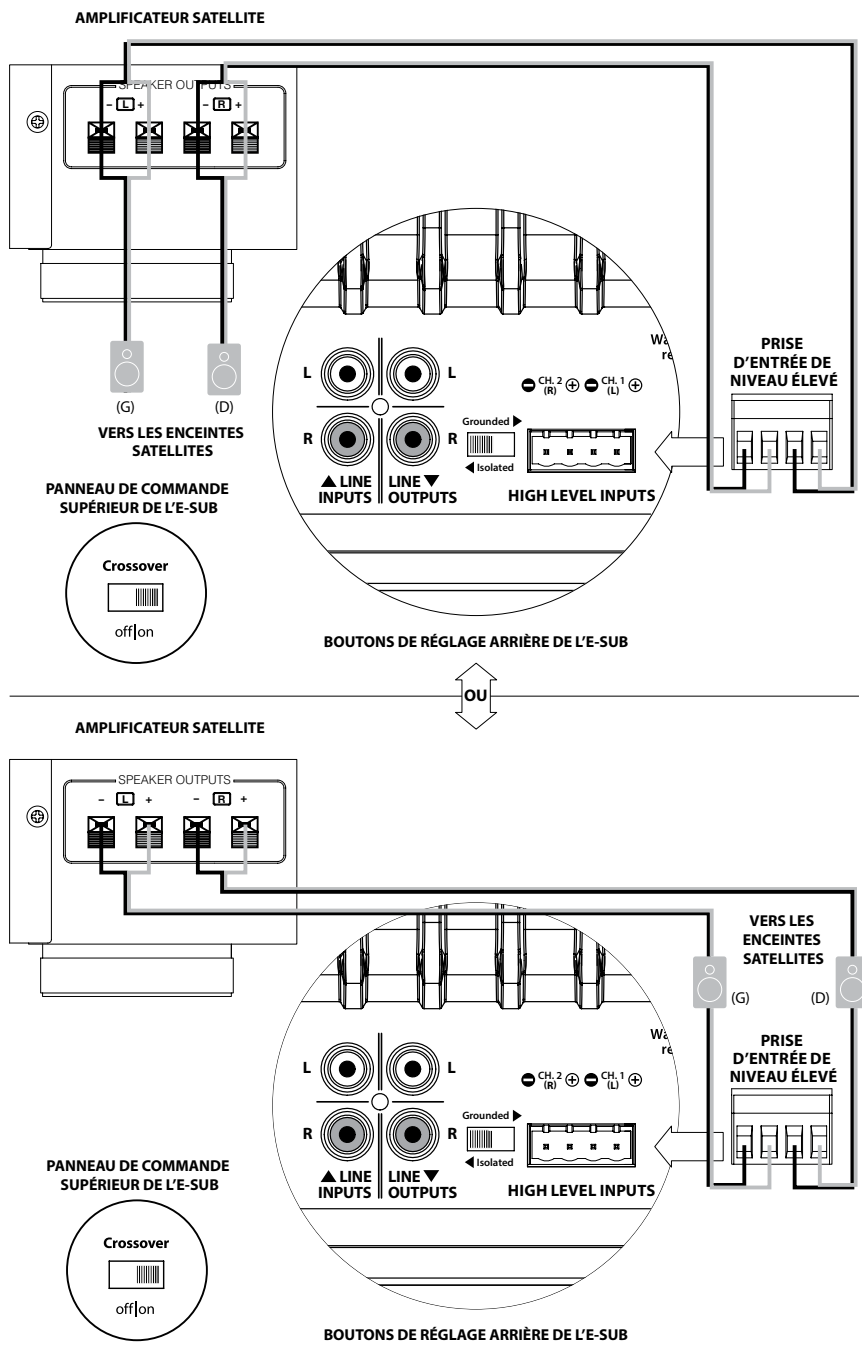 AMPLIFICATEUR SATELLITE
SPEAKER OUTPUTS
– L + – R +
(G) (D)
VERS LES ENCEINTES
SATELLITES
PANNEAU DE COMMANDE
SUPÉRIEUR DE L’E-SUB
Crossover
off|on
L L
R R
▲ LINE
INPUTS
LINE ▼
OUTPUTS
Grounded ▶
◀ Isolated
⊖ CH. 2 ⊕ ⊖ CH. 1 ⊕
(R) (L)
HIGH LEVEL INPUTS
PRISE
D’ENTRÉE DE
NIVEAU ÉLEVÉ
BOUTONS DE RÉGLAGE ARRIÈRE DE L’E-SUB
OU
AMPLIFICATEUR SATELLITE
SPEAKER OUTPUTS
– L + – R +
VERS LES
ENCEINTES
SATELLITES
(G) (D)
PRISE
D’ENTRÉE DE
NIVEAU ÉLEVÉ
L L
R R
▲ LINE
INPUTS
LINE ▼
OUTPUTS
Grounded ▶
◀ Isolated
⊖ CH. 2 ⊕ ⊖ CH. 1 ⊕
(R) (L)
HIGH LEVEL INPUTS
PANNEAU DE COMMANDE
SUPÉRIEUR DE L’E-SUB
Crossover
off|on
BOUTONS DE RÉGLAGE ARRIÈRE DE L’E-SUB